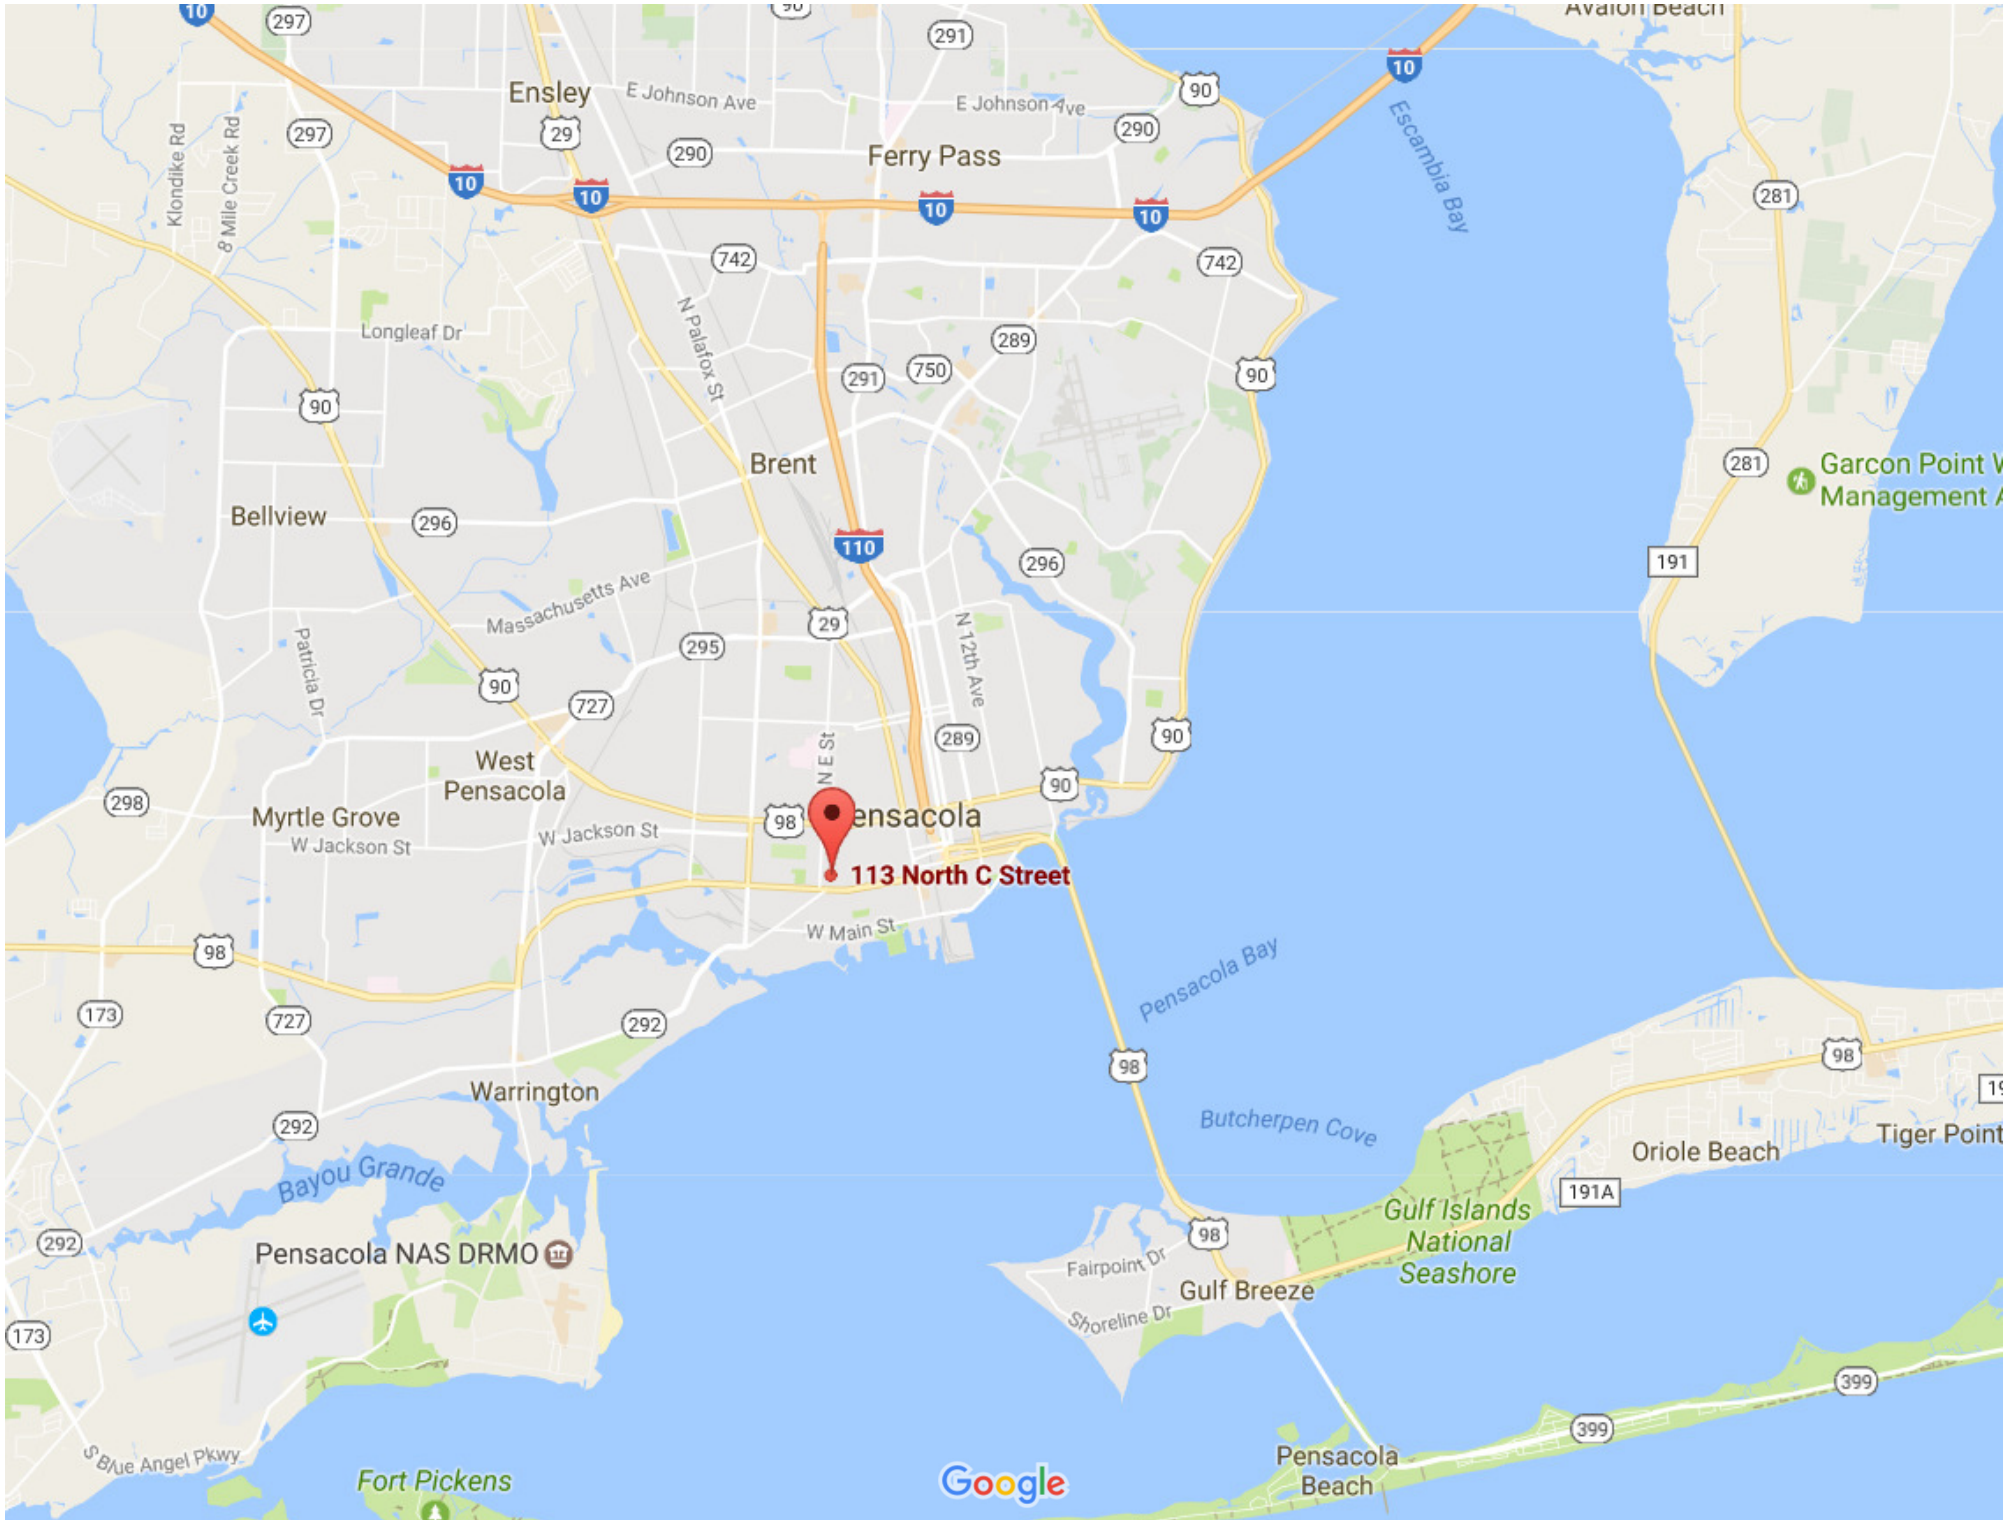 10
297
90
291
Avalon Beach
10
Ensley
E Johnson Ave
E Johnson Ave
90
Klondike Rd
8 Mile Creek Rd
297
29
290
290
Ferry Pass
Escambia Bay
10
10
10
10
281
742
742
N Palafox St
Longleaf Dr
289
291
750
90
90
Brent
281
Garcon Point W
Management A
Bellview
296
110
296
191
Massachusetts Ave
29
N 12th Ave
295
Patricia Dr
90
727
289
90
N E St
West
Pensacola
90
298
Myrtle Grove
W Jackson St
W Jackson St
98
ensacola
113 North C Street
W Main St
98
Pensacola Bay
173
727
292
98
98
Warrington
292
Butcherpen Cove
19
Tiger Point
Oriole Beach
Bayou Grande
191A
Gulf Islands
National
Seashore
292
Pensacola NAS DRMO
98
Fairpoint Dr
Gulf Breeze
Shoreline Dr
173
399
399
S Blue Angel Pkwy
Fort Pickens
Google
Pensacola
Beach